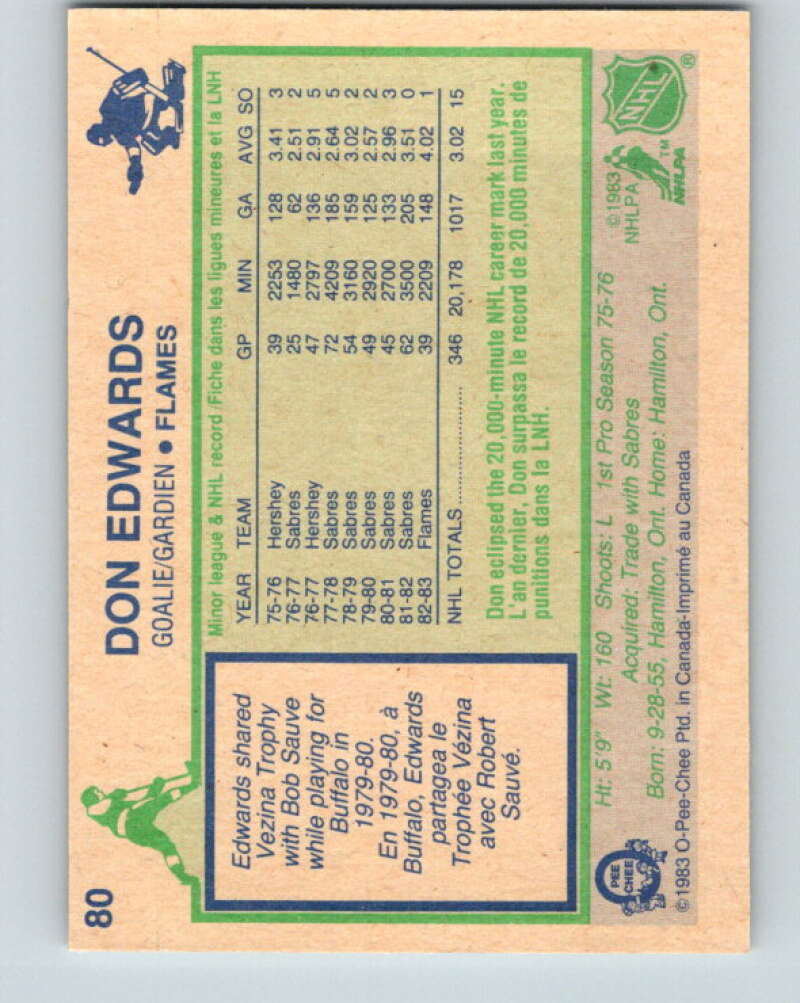 80
DON EDWARDS
GOALIE/GARDIEN • FLAMES
Edwards shared
Vezina Trophy
with Bob Sauve
while playing for
Buffalo in
1979-80.
En 1979-80, à
Buffalo, Edwards
partagea le
Trophée Vézina
avec Robert
Sauvé.
Minor league & NHL record/Fiche dans les ligues mineures et la LNH
YEAR TEAM GP MIN GA AVG SO
75-76 Hershey 39 2253 128 3.41 3
76-77 Sabres 25 1480 62 2.51 2
76-77 Hershey 47 2797 136 2.91 5
77-78 Sabres 72 4209 185 2.64 5
78-79 Sabres 54 3160 159 3.02 2
79-80 Sabres 49 2920 125 2.57 2
80-81 Sabres 45 2700 133 2.96 3
81-82 Sabres 62 3500 205 3.51 0
82-83 Flames 39 2209 148 4.02 1
NHL TOTALS .................... 346 20,178 1017 3.02 15
Don eclipsed the 20,000-minute NHL career mark last year.
L'an dernier, Don surpassa le record de 20,000 minutes de
punitions dans la LNH.
Ht: 5'9" Wt: 160 Shoots: L 1st Pro Season 75-76
Acquired: Trade with Sabres
Born: 9-28-55, Hamilton, Ont. Home: Hamilton, Ont.
O PEE CHEE
©1983 O-Pee-Chee Ptd. in Canada-Imprimé au Canada
©1983
NHLPA
NHLPA TM
NHL ®